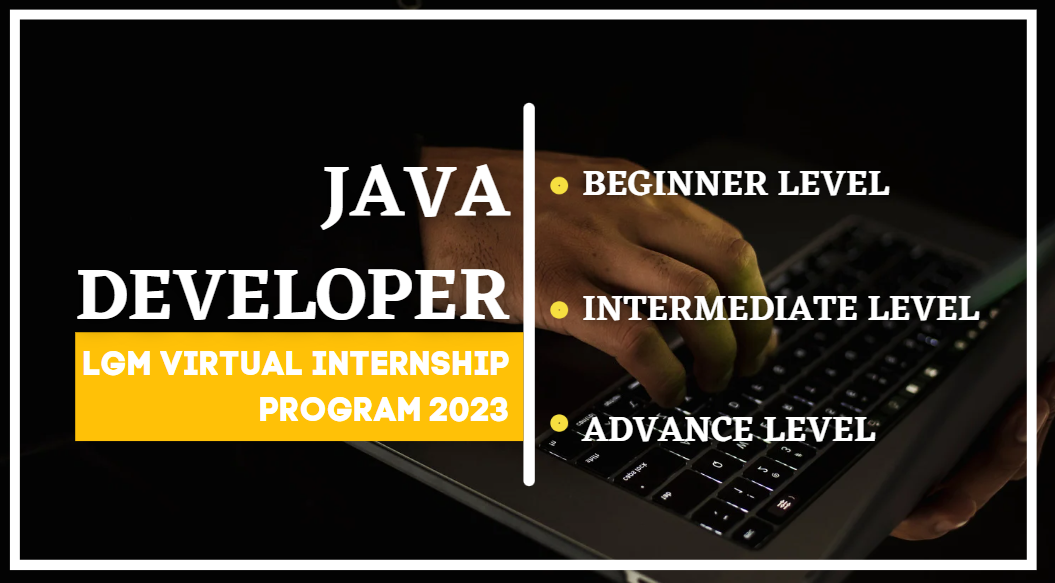 JAVA
DEVELOPER
LGM VIRTUAL INTERNSHIP
PROGRAM 2023
BEGINNER LEVEL
INTERMEDIATE LEVEL
ADVANCE LEVEL